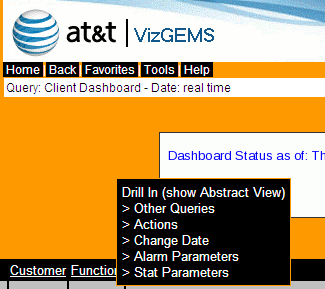 at&t VizGEMS
Home Back Favorites Tools Help
Query: Client Dashboard - Date: real time
Dashboard Status as of: Th
Drill In (show Abstract View)
> Other Queries
> Actions
> Change Date
> Alarm Parameters
> Stat Parameters
Customer Function